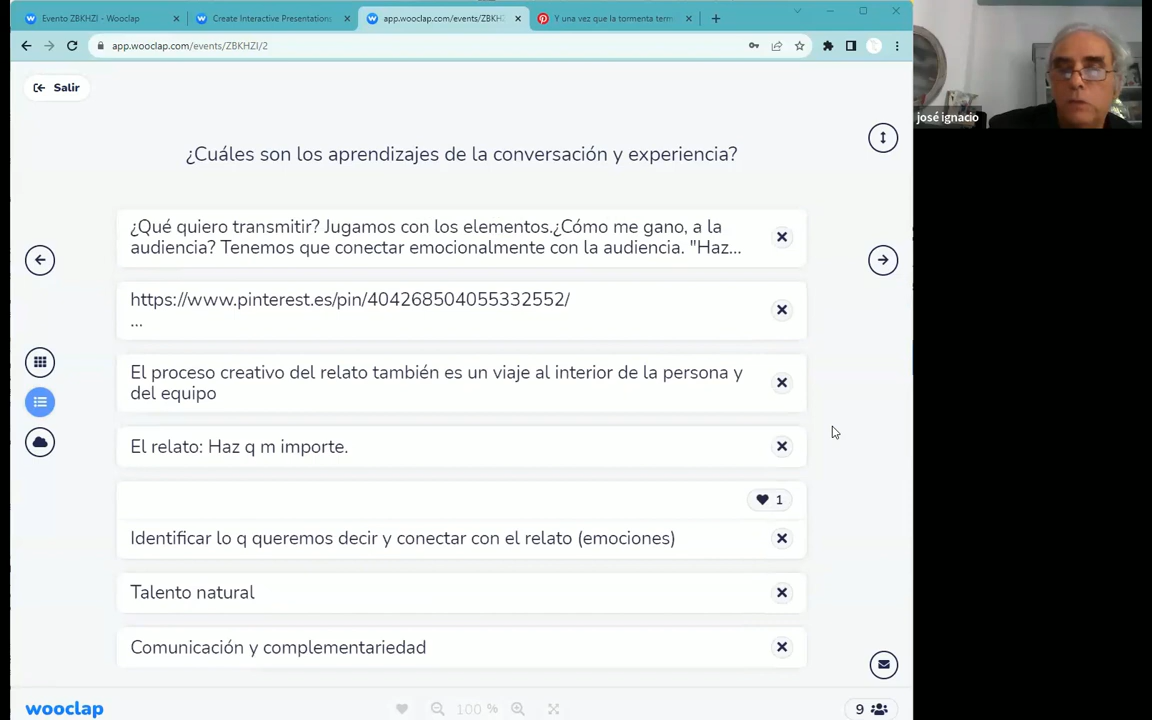 Evento ZBKHZI - Wooclap
Create Interactive Presentations
app.wooclap.com/events/ZBKH
Y una vez que la tormenta term
app.wooclap.com/events/ZBKHZI/2
Salir
josé ignacio
¿Cuáles son los aprendizajes de la conversación y experiencia?
¿Qué quiero transmitir? Jugamos con los elementos.¿Cómo me gano, a la
audiencia? Tenemos que conectar emocionalmente con la audiencia. "Haz...
https://www.pinterest.es/pin/404268504055332552/
...
El proceso creativo del relato también es un viaje al interior de la persona y
del equipo
El relato: Haz q m importe.
1
Identificar lo q queremos decir y conectar con el relato (emociones)
Talento natural
Comunicación y complementariedad
wooclap
100 %
9